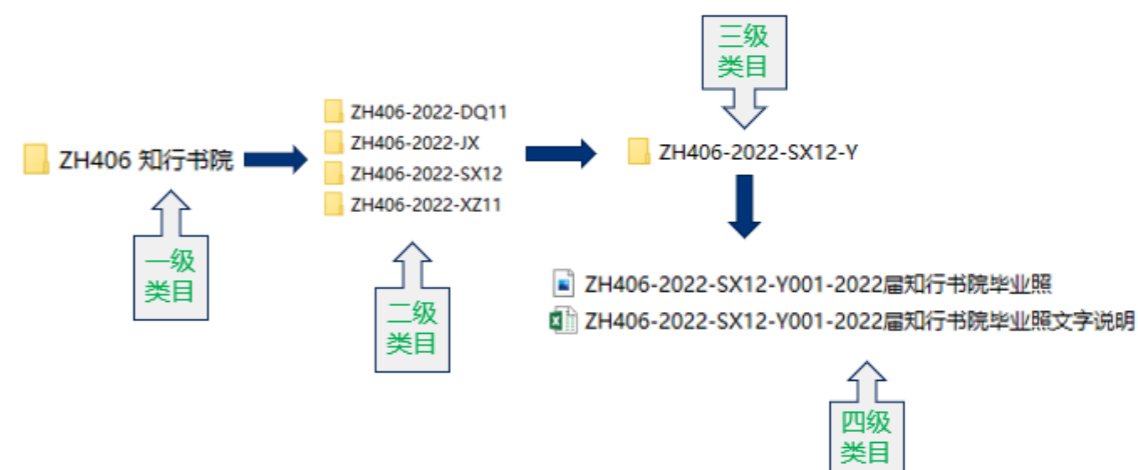 三级
类目
ZH406 知行书院
ZH406-2022-DQ11
ZH406-2022-JX
ZH406-2022-SX12
ZH406-2022-XZ11
ZH406-2022-SX12-Y
一级
类目
二级
类目
ZH406-2022-SX12-Y001-2022届知行书院毕业照
ZH406-2022-SX12-Y001-2022届知行书院毕业照文字说明
四级
类目